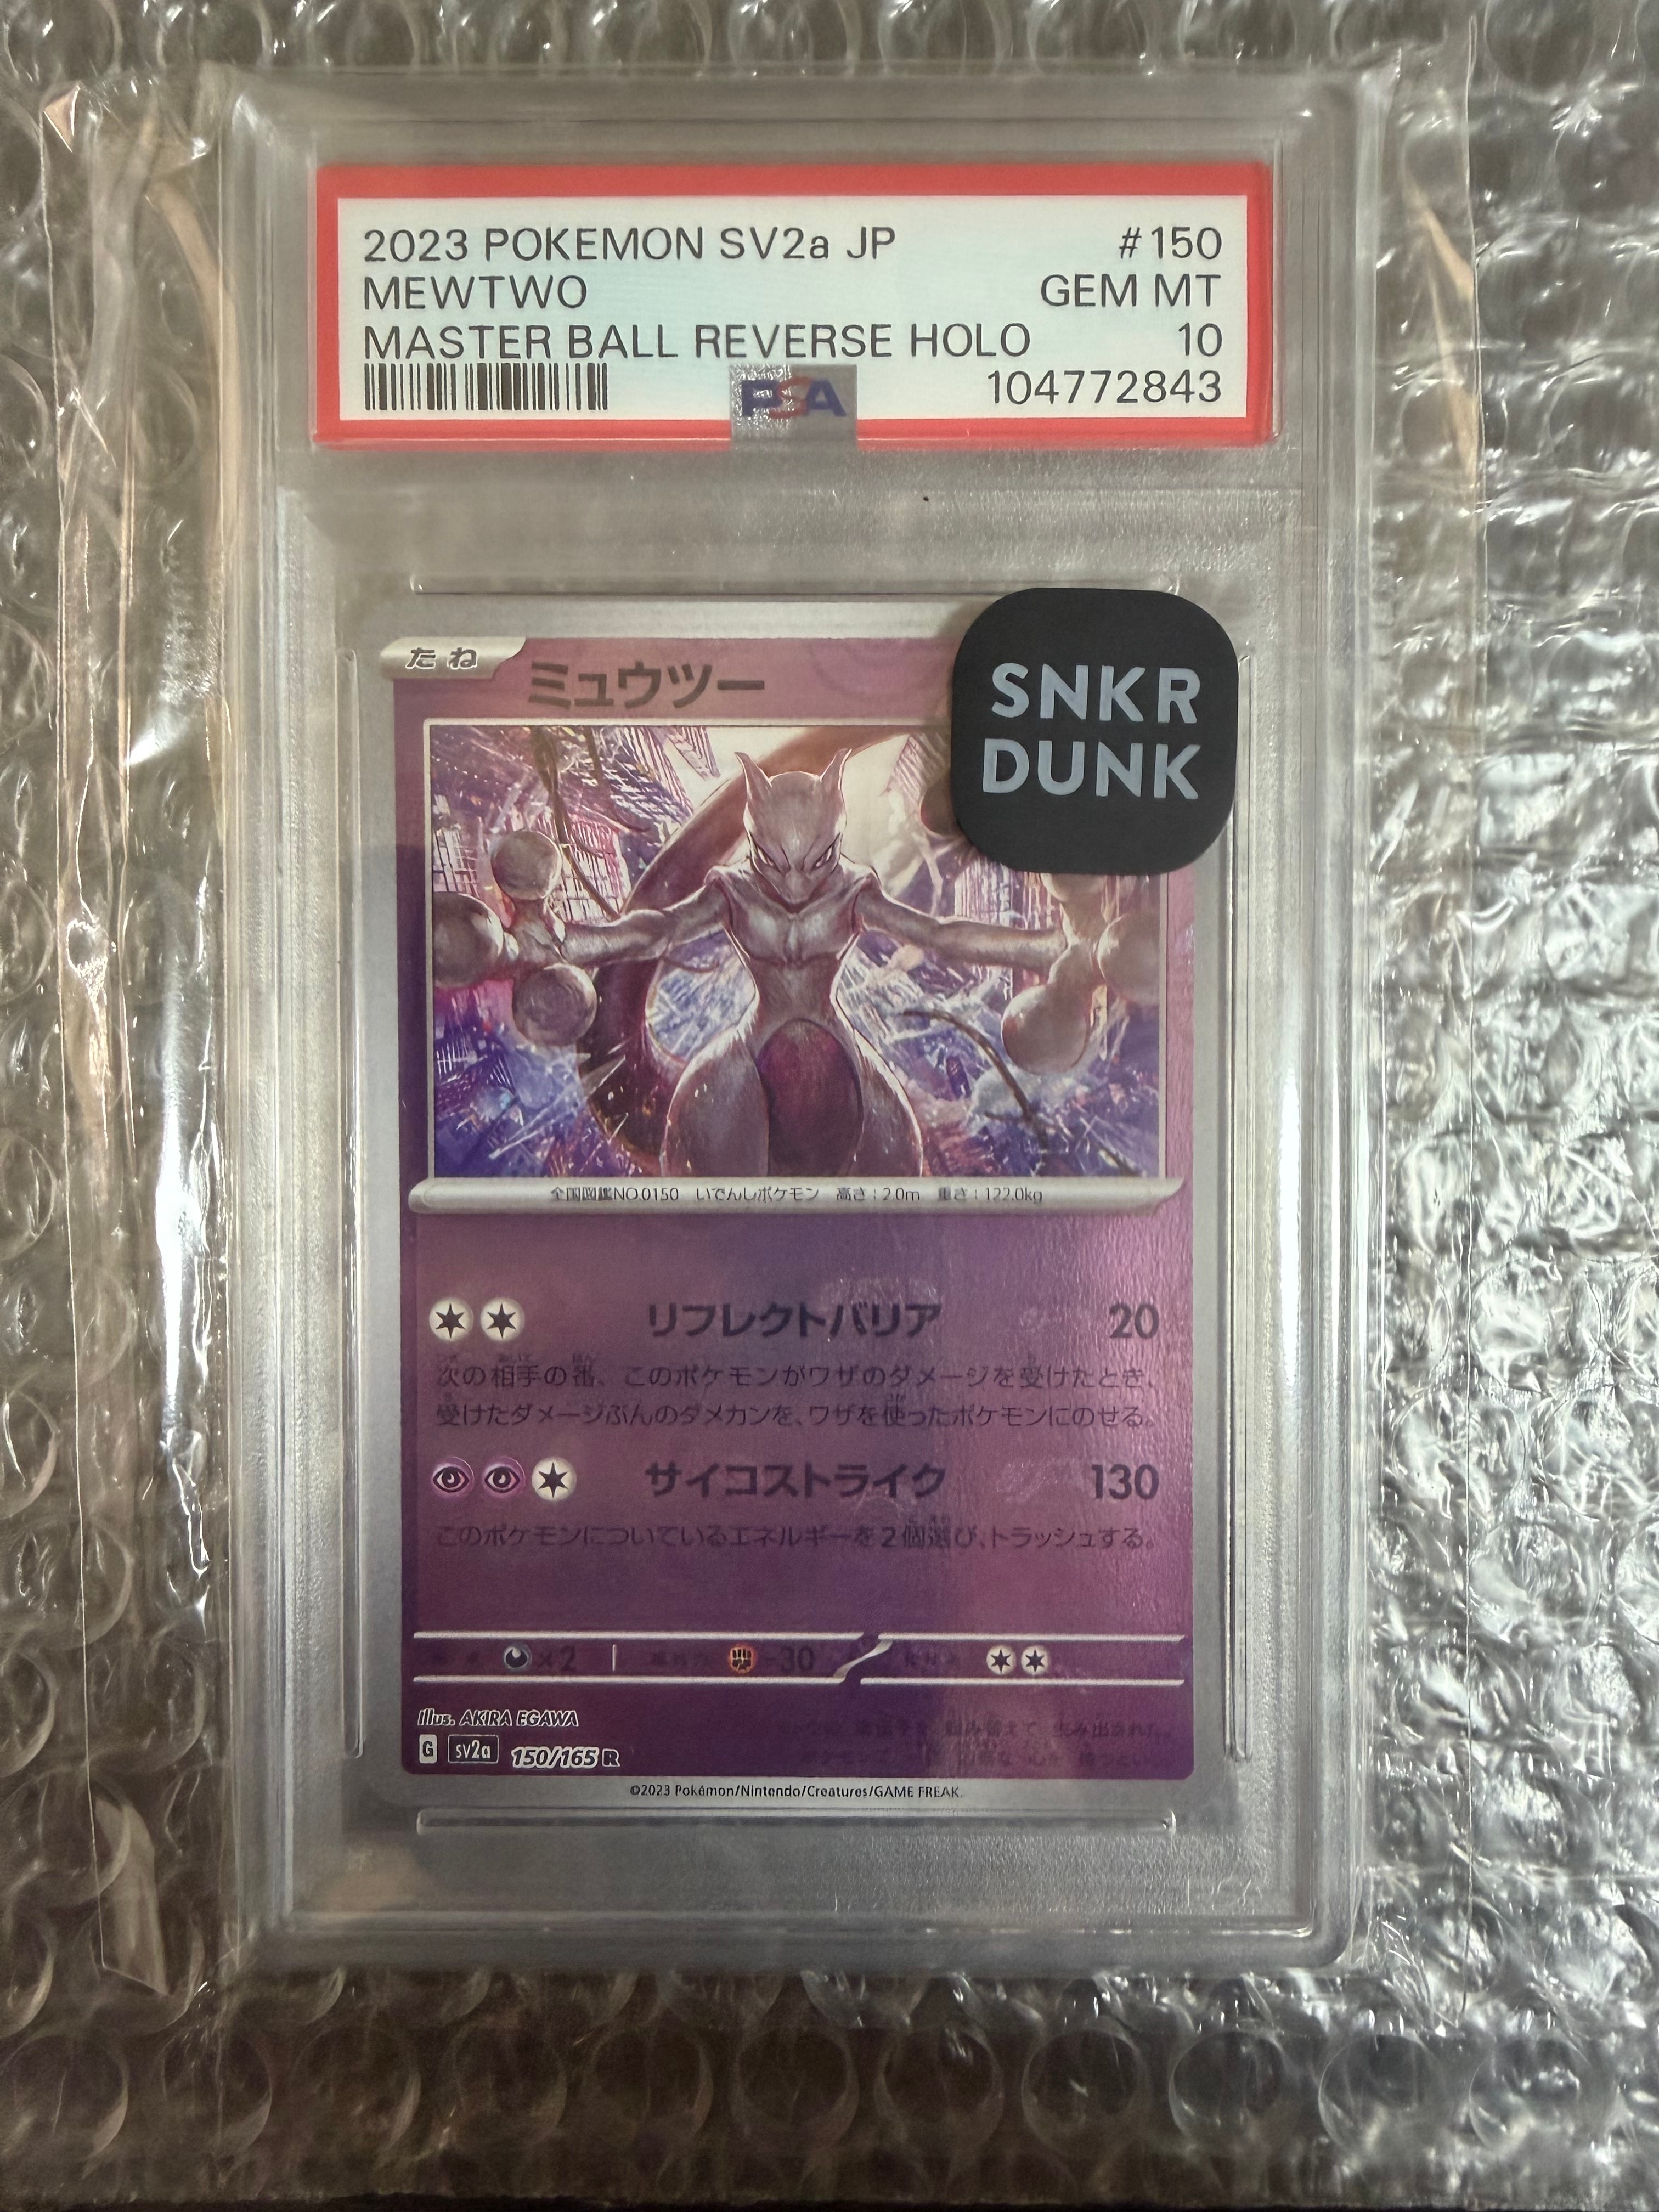 2023 POKEMON SV2a JP #150
MEWTWO GEM MT
MASTER BALL REVERSE HOLO 10
PSA 104772843
たね ミュウツー
SNKR
DUNK
全国図鑑NO.0150 いでんしポケモン 高さ:2.0m 重さ:122.0kg
リフレクトバリア 20
次の相手の番、このポケモンがワザのダメージを受けたとき、
受けたダメージぶんのダメカンを、ワザを使ったポケモンにのせる。
サイコストライク 130
このポケモンについているエネルギーを2個選び、トラッシュする。
×2 -30
illus. AKIRA EGAWA
G sv2a 150/165 R
©2023 Pokémon/Nintendo/Creatures/GAME FREAK.